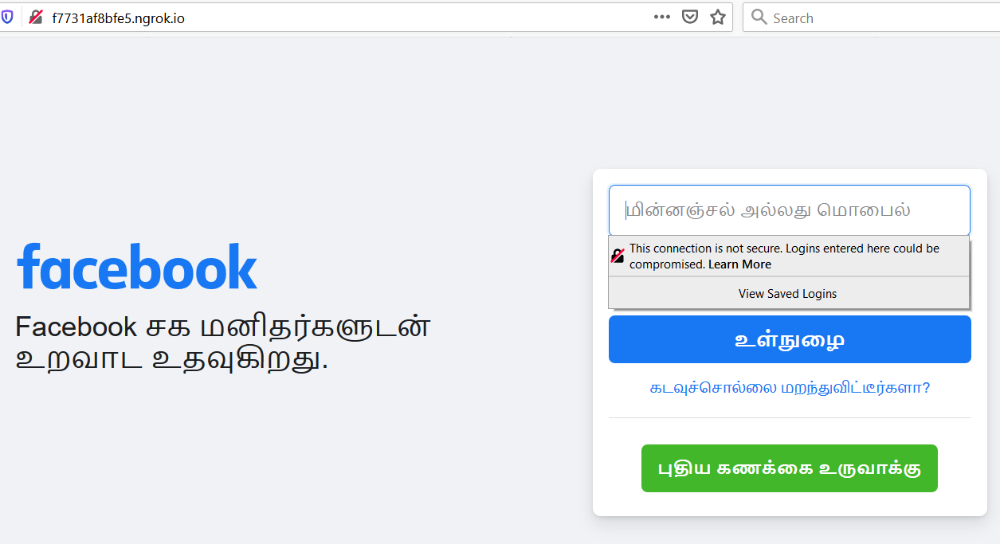 f7731af8bfe5.ngrok.io
Search
மின்னஞ்சல் அல்லது மொபைல்
This connection is not secure. Logins entered here could be
compromised. Learn More
View Saved Logins
facebook
Facebook சக மனிதர்களுடன்
உறவாட உதவுகிறது.
உள்நுழை
கடவுச்சொல்லை மறந்துவிட்டீர்களா?
புதிய கணக்கை உருவாக்கு